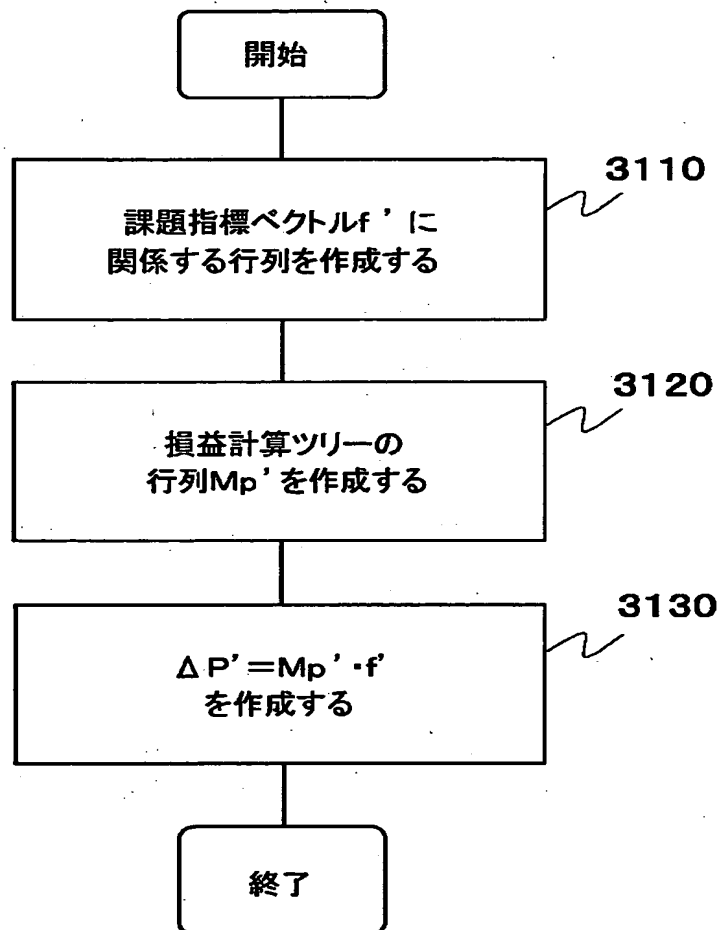 開始
3110
課題指標ベクトルf'に
関係する行列を作成する
3120
損益計算ツリーの
行列Mp'を作成する
3130
ΔP'=Mp'・f'
を作成する
終了